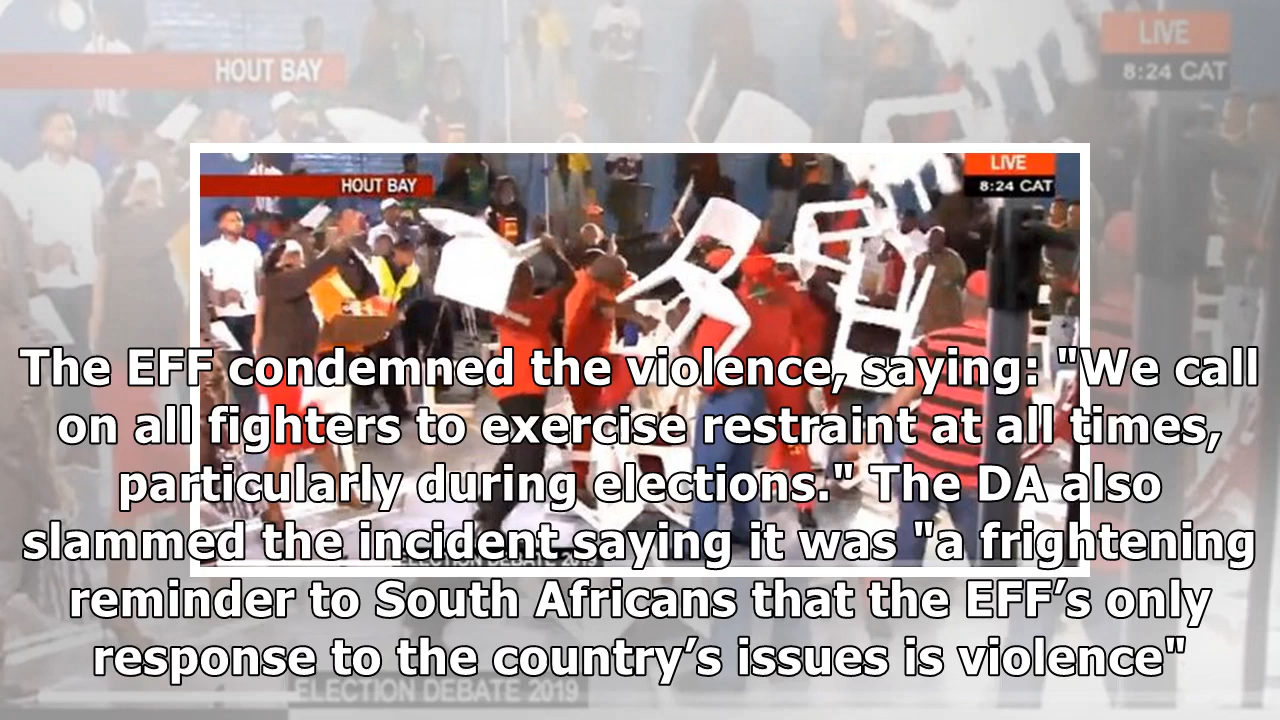 LIVE
HOUT BAY
8:24 CAT
LIVE
HOUT BAY
8:24 CAT
The EFF condemned the violence, saying: "We call
on all fighters to exercise restraint at all times,
particularly during elections." The DA also
slammed the incident saying it was "a frightening
reminder to South Africans that the EFF’s only
response to the country’s issues is violence"
ELECTION DEBATE 2019
ELECTION DEBATE 2019